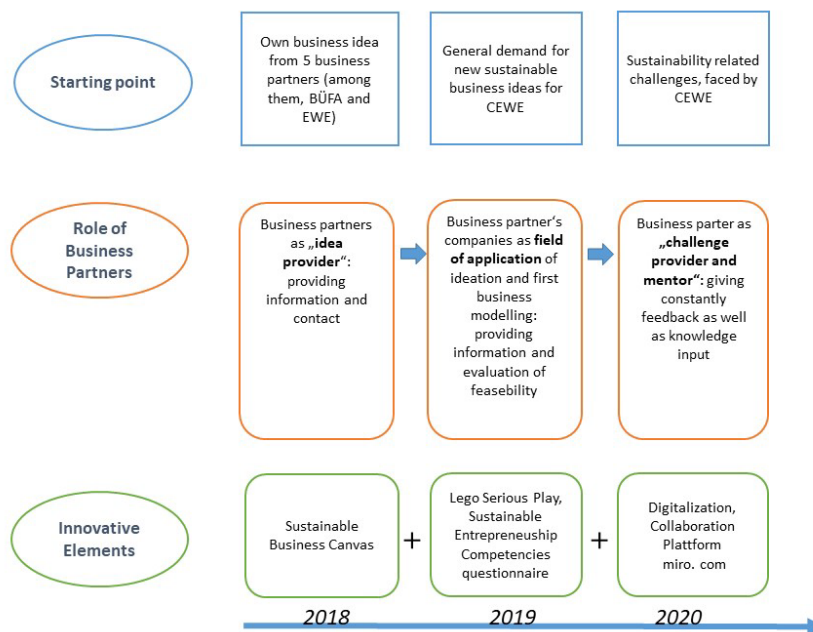 Starting point
Own business idea
from 5 business
partners (among
them, BÜFA and
EWE)
General demand for
new sustainable
business ideas for
CEWE
Sustainability related
challenges, faced by
CEWE
Role of
Business
Partners
Business partners
as „idea
provider“:
providing
information and
contact
Business partner‘s
companies as field
of application of
ideation and first
business
modelling:
providing
information and
evaluation of
feasebility
Business parter as
„challenge
provider and
mentor“: giving
constantly
feedback as well
as knowledge
input
Innovative
Elements
Sustainable
Business Canvas
+
Lego Serious Play,
Sustainable
Entrepreneuship
Competencies
questionnaire
+
Digitalization,
Collaboration
Plattform
miro. com
2018
2019
2020